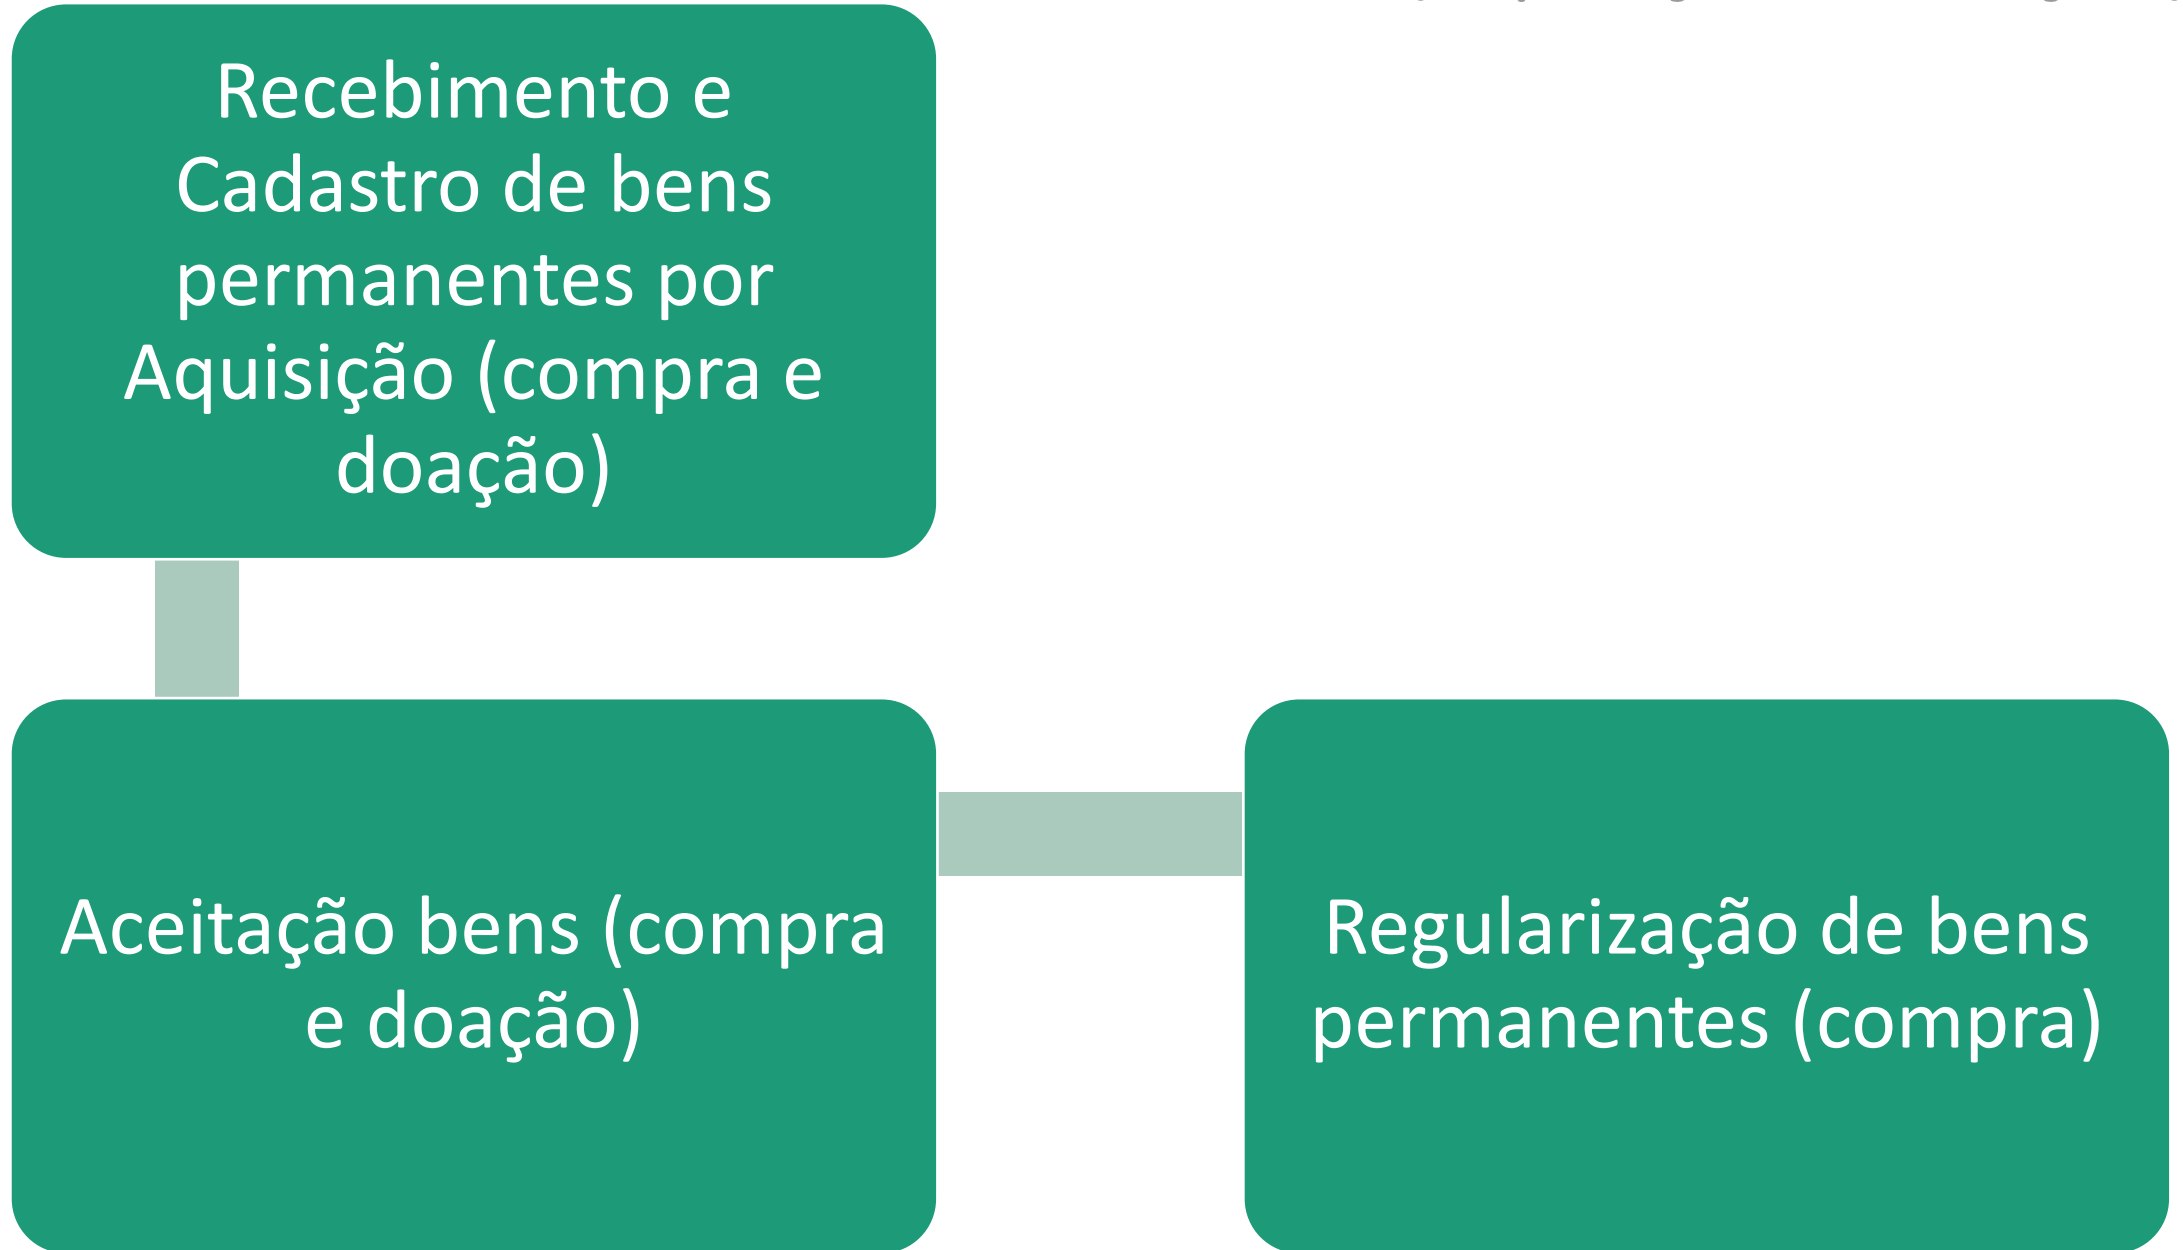 Recebimento e
Cadastro de bens
permanentes por
Aquisição (compra e
doação)
Aceitação bens (compra
e doação)
Regularização de bens
permanentes (compra)